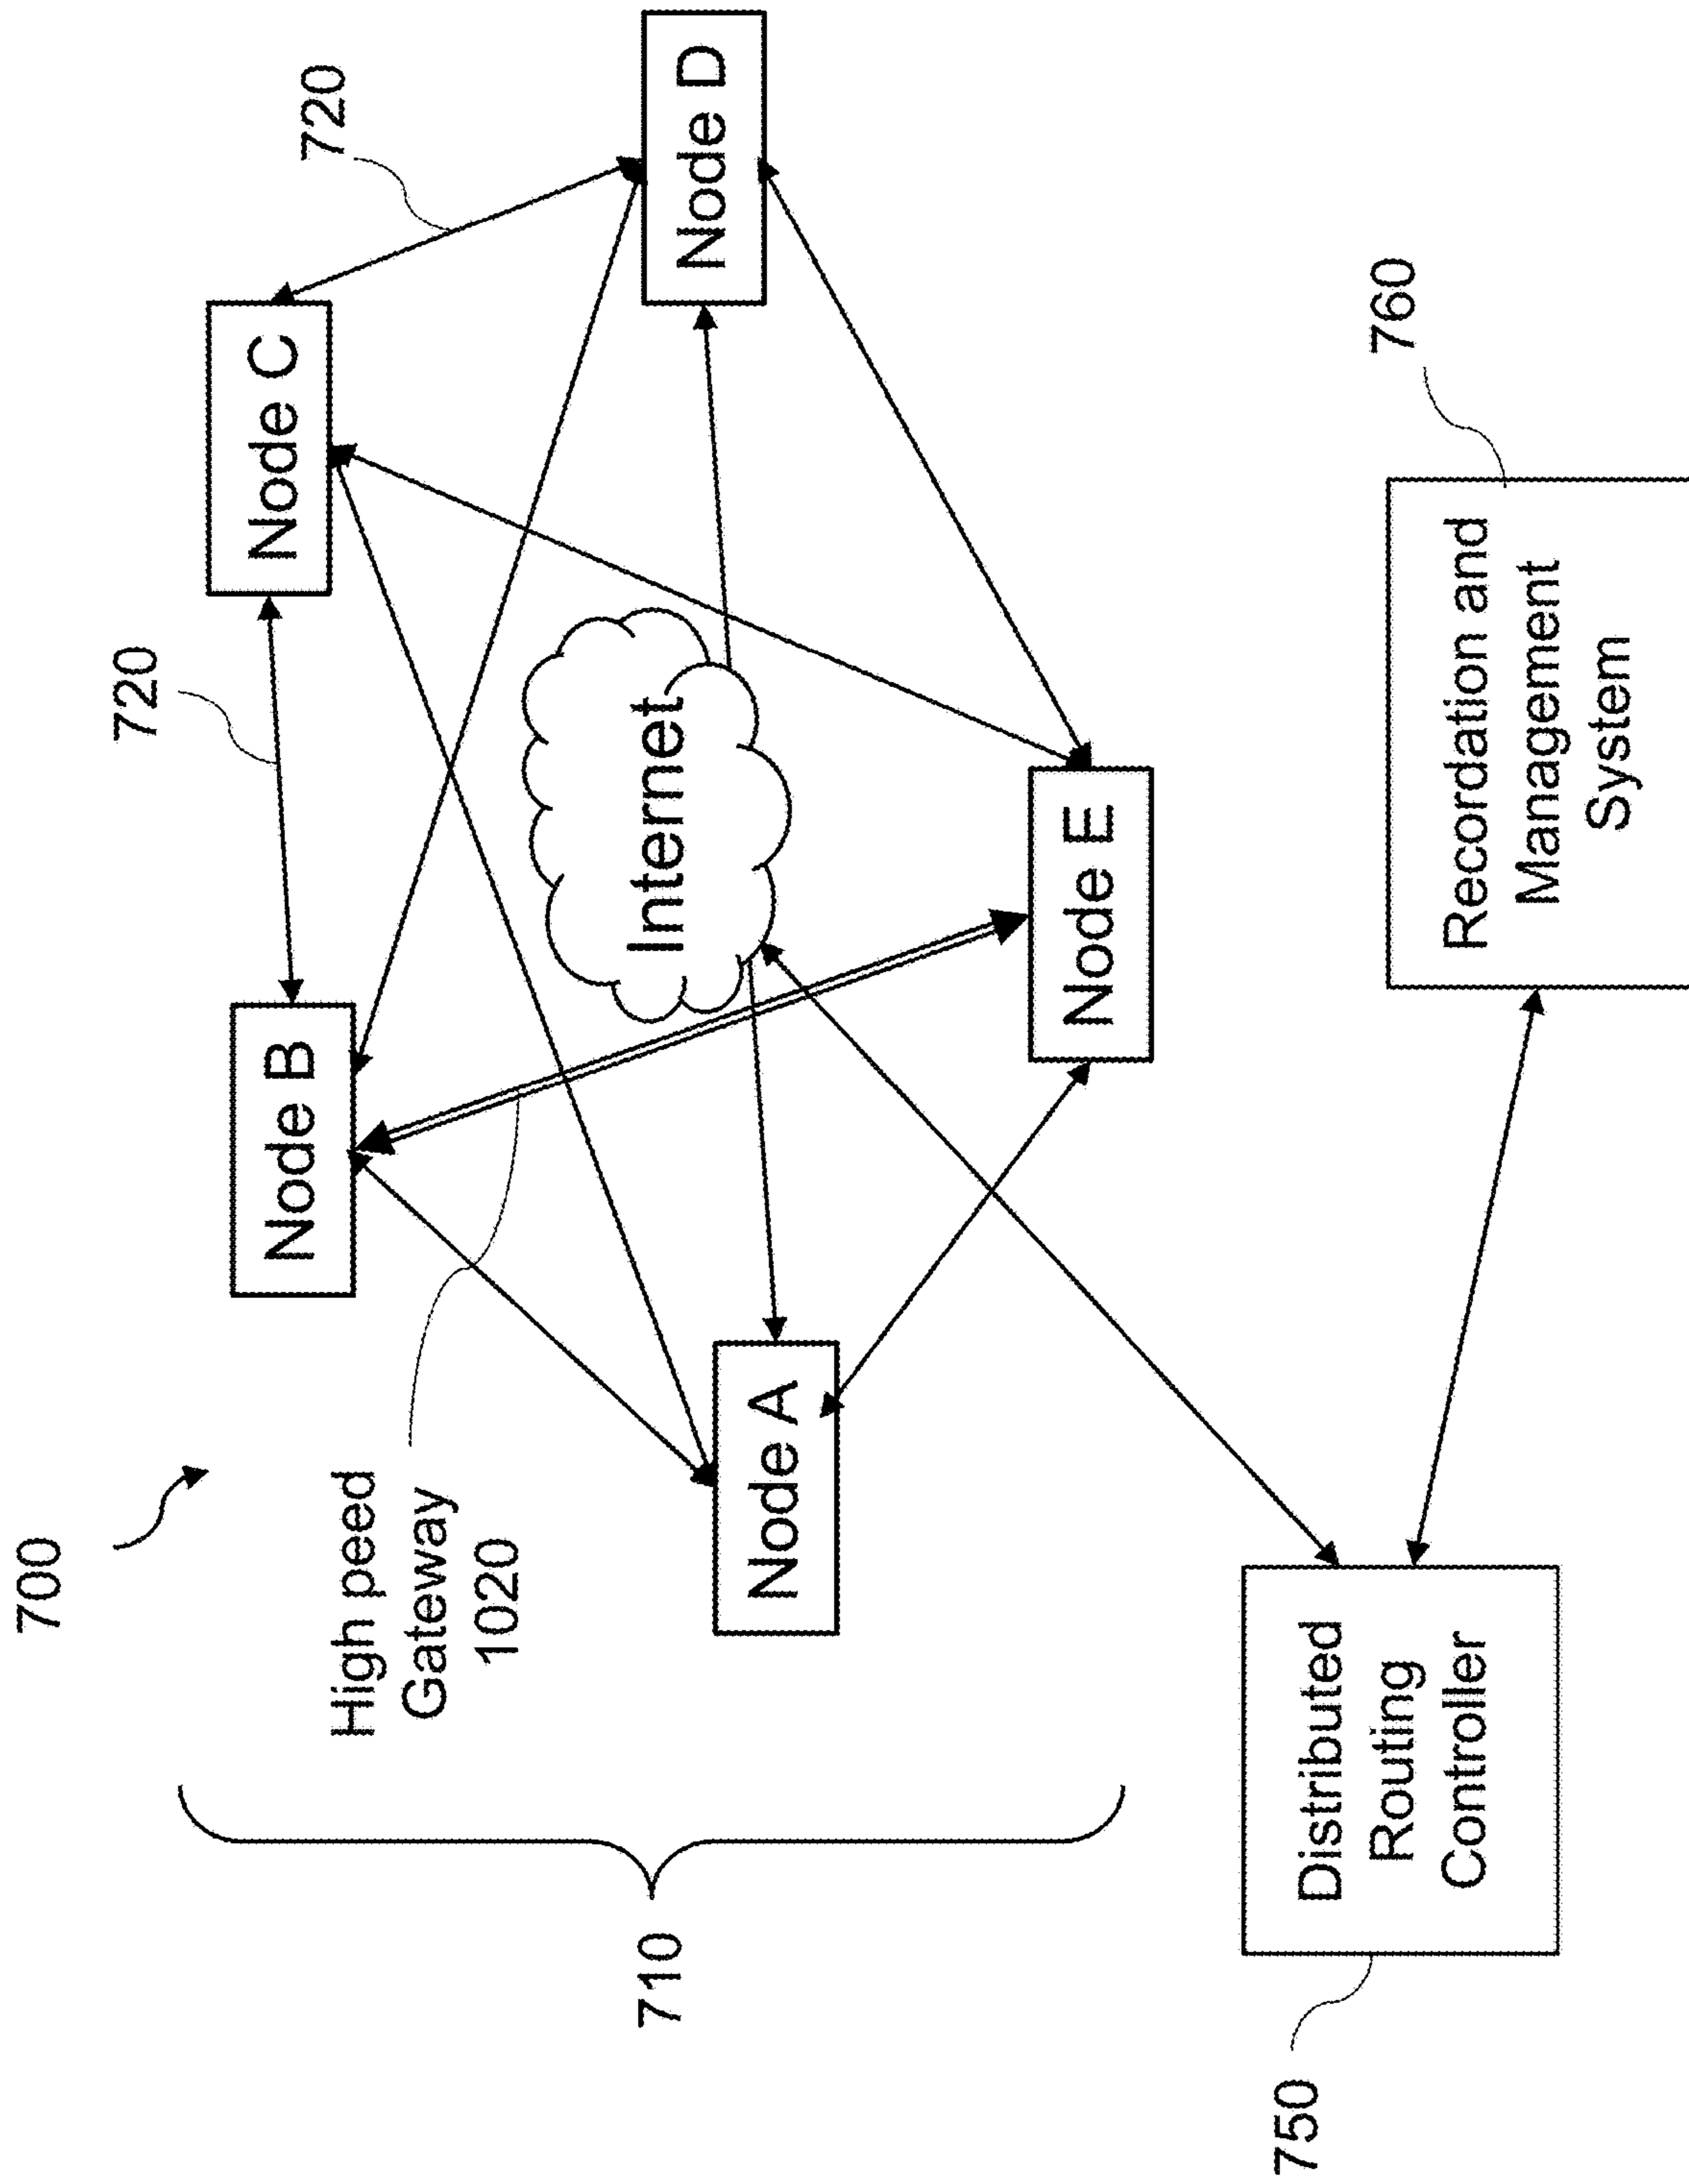 700
720
720
Node B
Node C
High peed
Gateway
1020
710
Internet
Node D
Node A
Node E
750
Distributed
Routing
Controller
760
Recordation and
Management
System